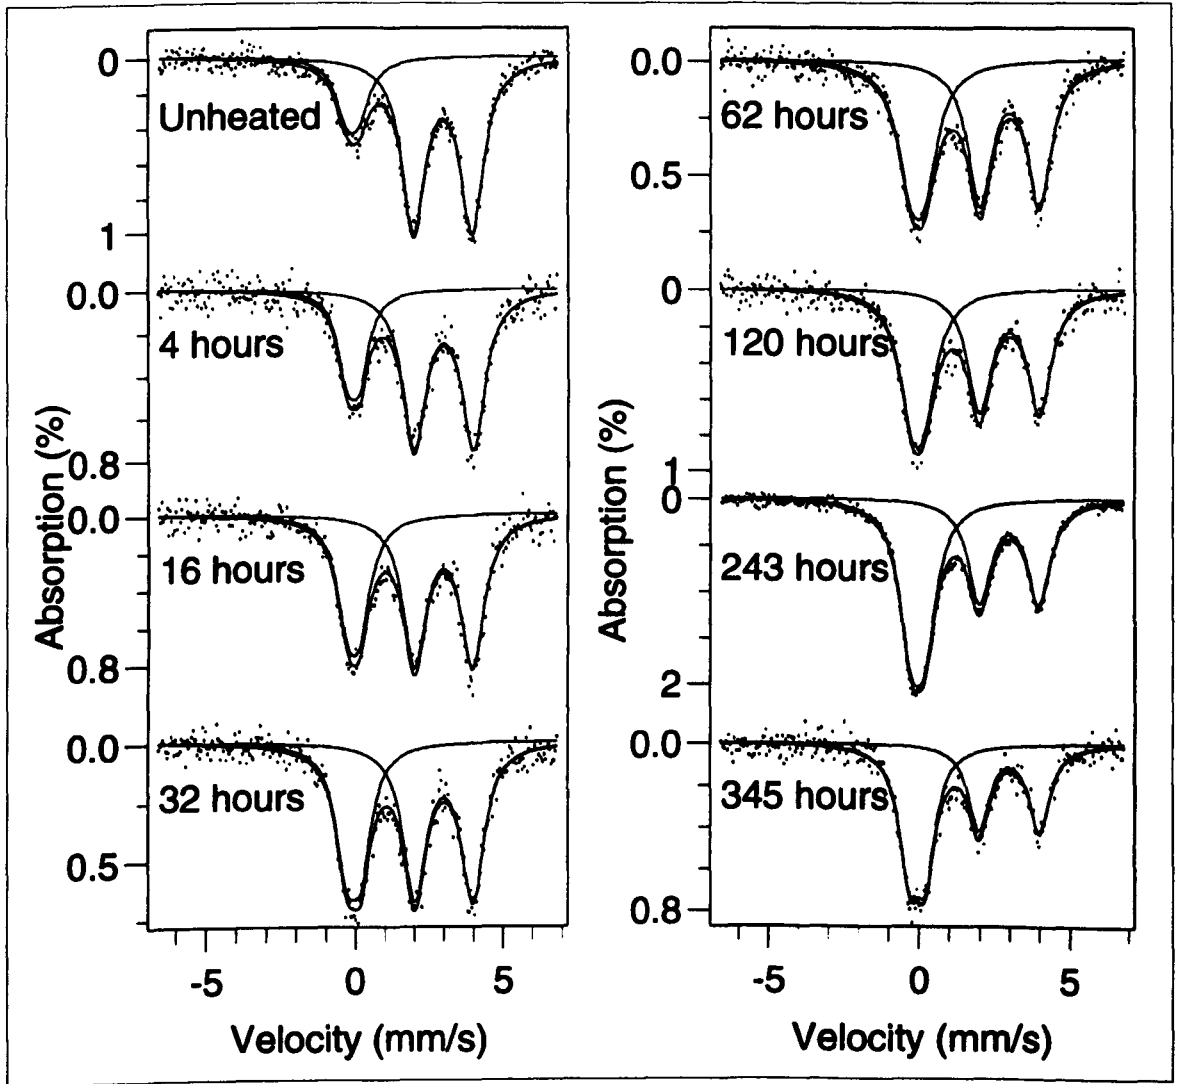 0
Unheated
1
0.0
4 hours
0.8
0.0
16 hours
0.8
0.0
32 hours
0.5
-5 0 5
Velocity (mm/s)
Absorption (%)
0.0
62 hours
0.5
0
120 hours
1
0
243 hours
2
0.0
345 hours
0.8
-5 0 5
Velocity (mm/s)
Absorption (%)